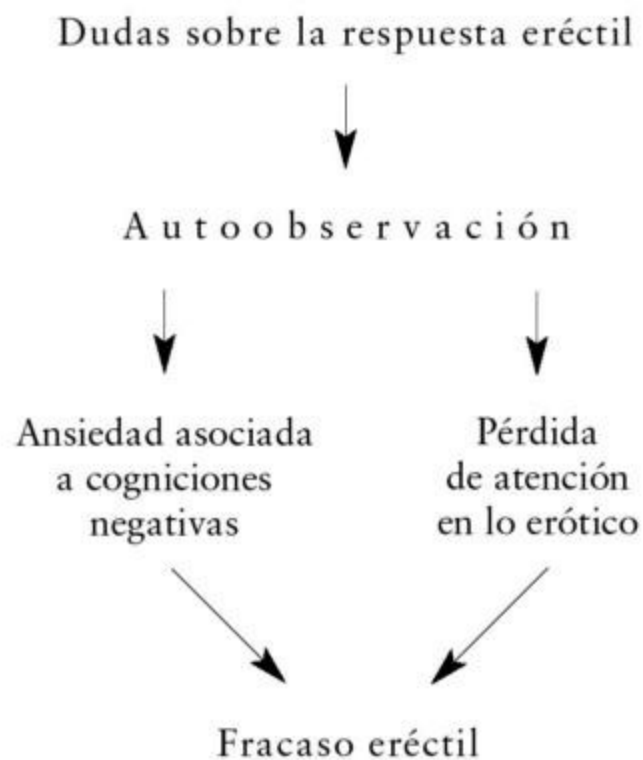 Dudas sobre la respuesta eréctil
Autoobservación
Ansiedad asociada
a cogniciones
negativas
Pérdida
de atención
en lo erótico
Fracaso eréctil